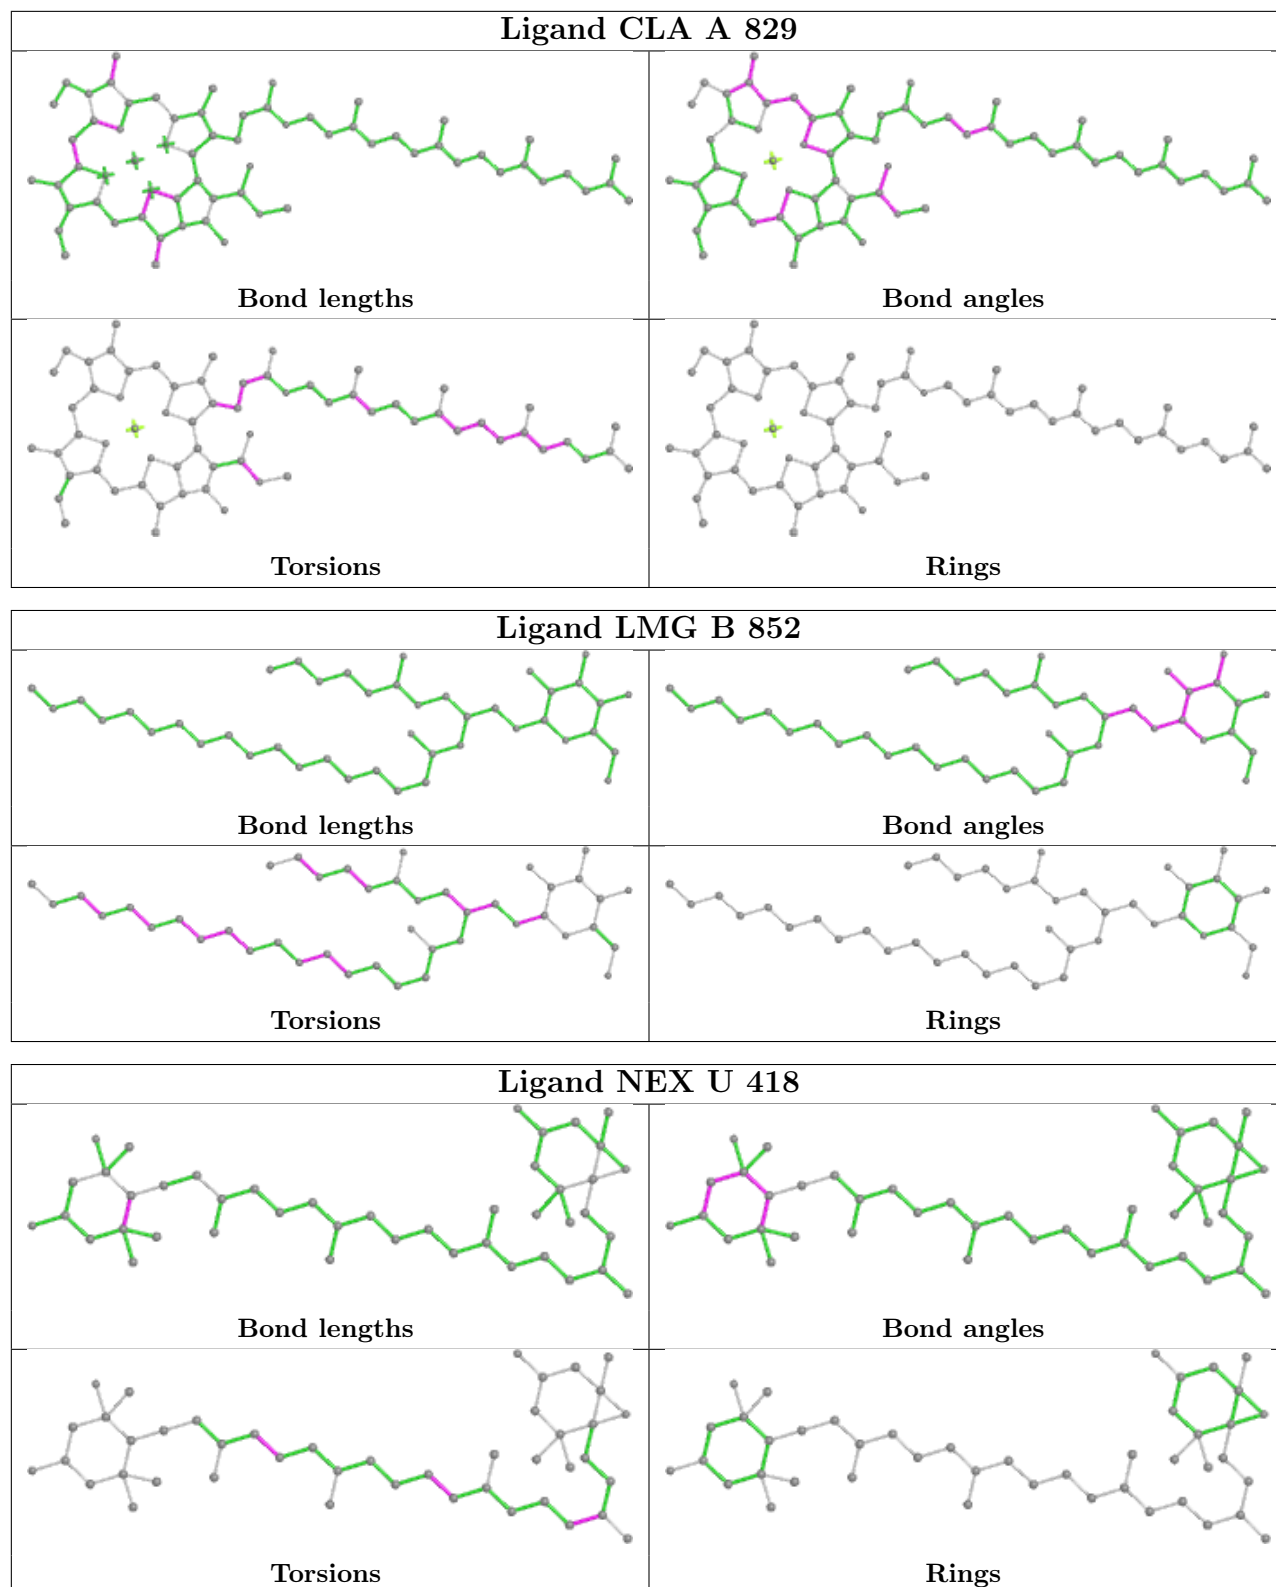 Ligand CLA A 829
Bond lengths
Bond angles
Torsions
Rings
Ligand LMG B 852
Bond lengths
Bond angles
Torsions
Rings
Ligand NEX U 418
Bond lengths
Bond angles
Torsions
Rings